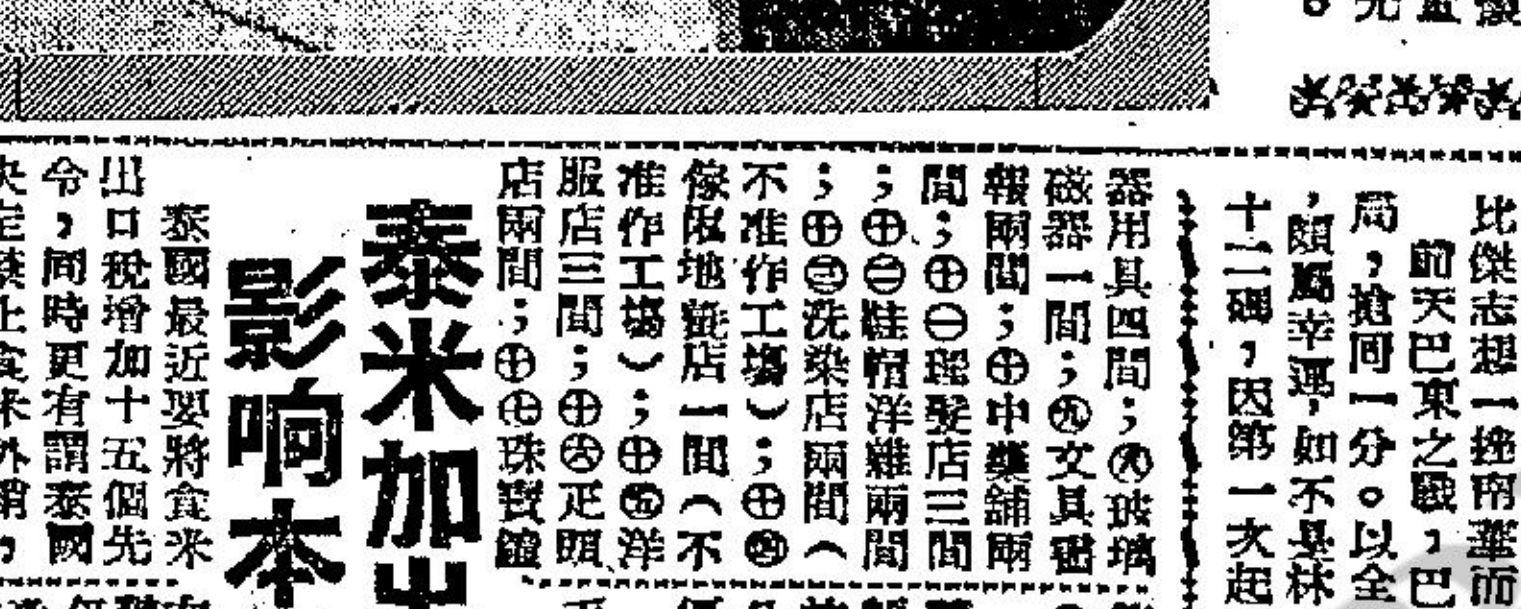 比傑志想一挫南華而
前天巴東之戰，巴
局，搶回一分。以全
，頗屬幸運，如不是林
十二碼，因第一次起
器用具四間；㊇玻璃
磁器一間；㊈文具書
報兩間；㊉中藥舖兩
間；㊉㊀理髮店三間
；㊉㊁鞋帽洋雜兩間
；㊉㊂洗染店兩間（
不准作工塲）；㊉㊃
傢俬地氈店一間（不
准作工塲）；㊉㊄洋
服店三間；㊉㊅疋頭
店兩間；㊉㊆珠寶鐘
泰米加出
影响本
泰國最近要將食米
出口稅增加十五個先
令，同時更有謂泰國
決定禁止食米外銷，